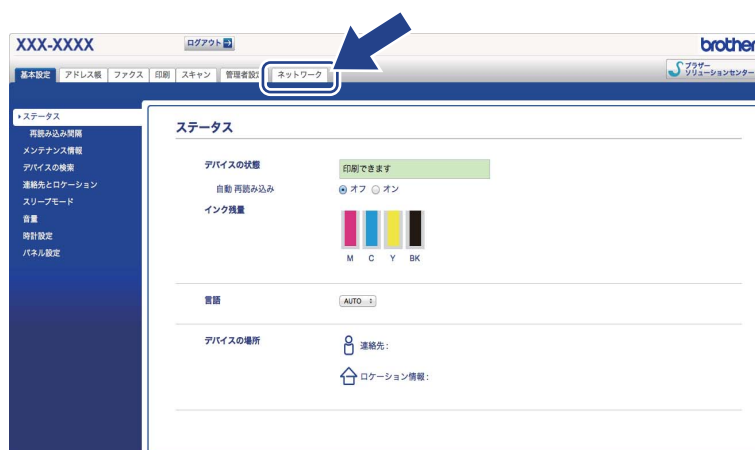 XXX-XXXX
ログアウト
brother
基本設定 アドレス帳 ファクス 印刷 スキャン 管理者設定 ネットワーク
ブラザー
ソリューションセンター
ステータス
再読み込み間隔
メンテナンス情報
デバイスの検索
連絡先とロケーション
スリープモード
音量
時計設定
パネル設定
ステータス
デバイスの状態 印刷できます
自動 再読み込み オフ オン
インク残量
M C Y BK
言語 AUTO
デバイスの場所 連絡先:
ロケーション情報: